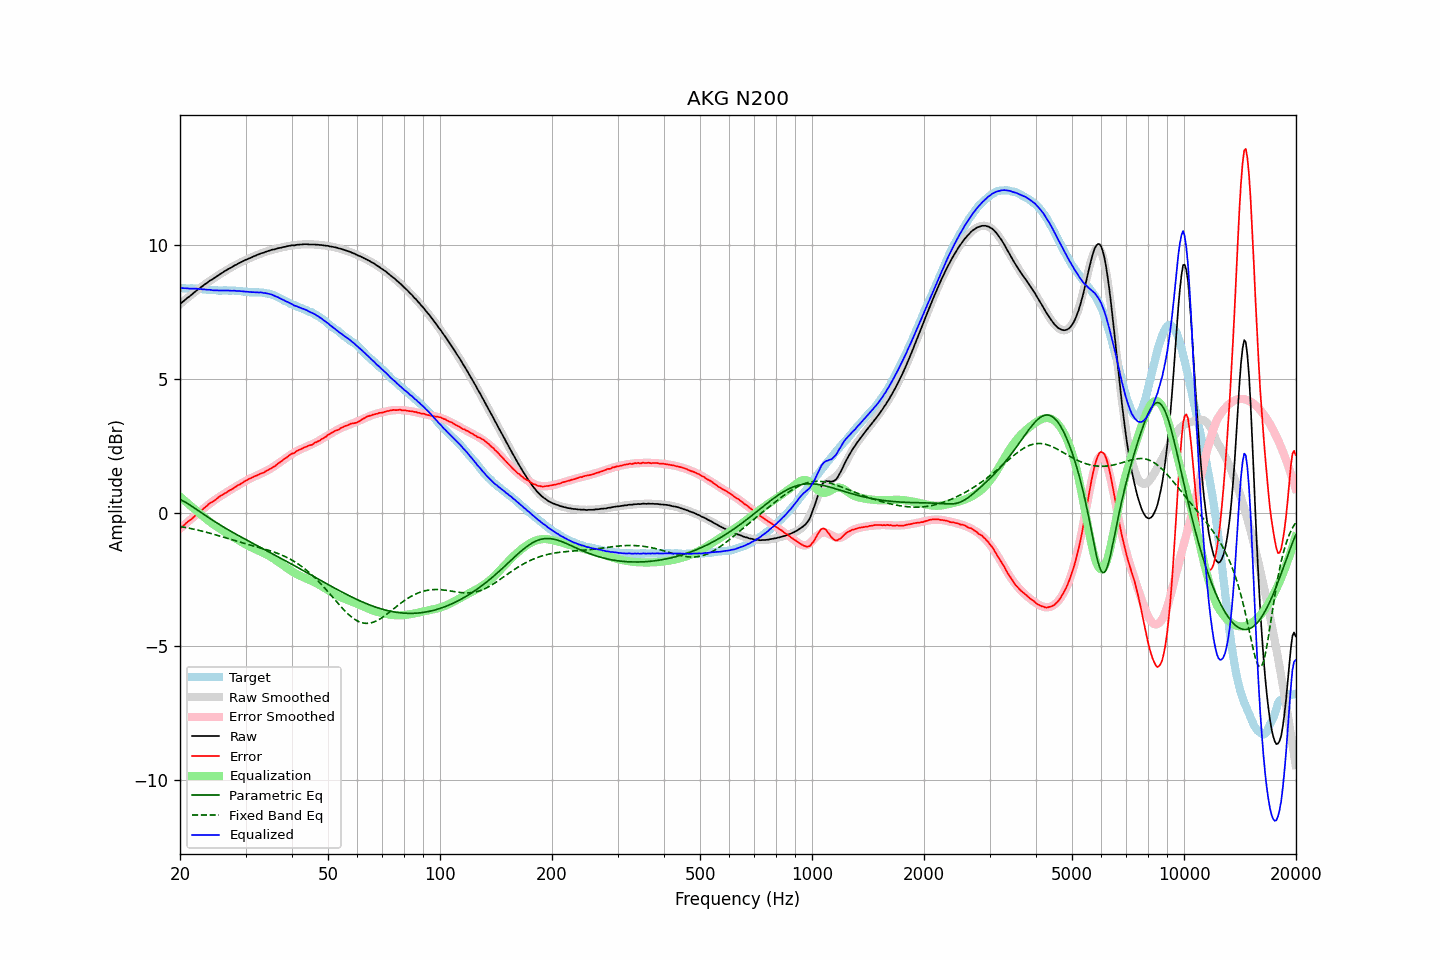 AKG N200
Amplitude (dBr)
10
5
0
−5
−10
Target
Raw Smoothed
Error Smoothed
Raw
Error
Equalization
Parametric Eq
Fixed Band Eq
Equalized
20 50 100 200 500 1000 2000 5000 10000 20000
Frequency (Hz)